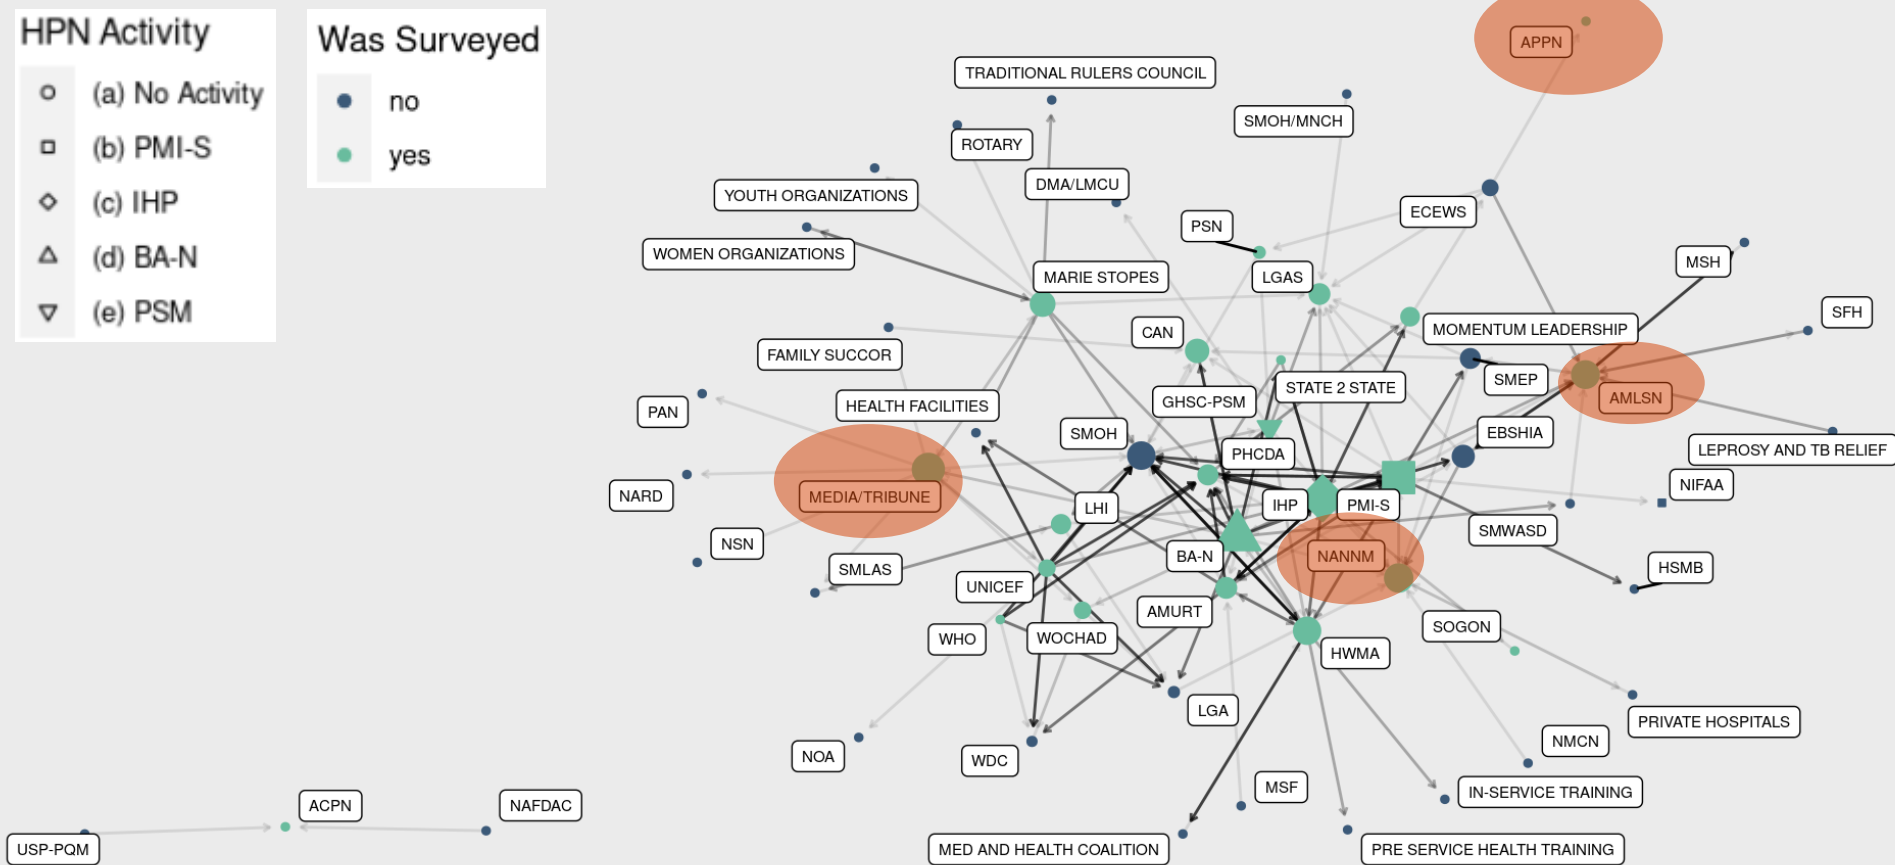 HPN Activity
(a) No Activity
(b) PMI-S
(c) IHP
(d) BA-N
(e) PSM
Was Surveyed
no
yes
APPN
TRADITIONAL RULERS COUNCIL
SMOH/MNCH
ROTARY
DMA/LMCU
YOUTH ORGANIZATIONS
ECEWS
PSN
WOMEN ORGANIZATIONS
MSH
MARIE STOPES
LGAS
SFH
CAN
MOMENTUM LEADERSHIP
FAMILY SUCCOR
SMEP
STATE 2 STATE
AMLSN
GHSC-PSM
HEALTH FACILITIES
PAN
SMOH
EBSHIA
LEPROSY AND TB RELIEF
PHCDA
NIFAA
NARD
MEDIA/TRIBUNE
LHI
IHP
PMI-S
SMWASD
NSN
BA-N
NANNM
HSMB
SMLAS
UNICEF
AMURT
SOGON
WHO
WOCHAD
HWMA
LGA
PRIVATE HOSPITALS
NMCN
NOA
WDC
MSF
IN-SERVICE TRAINING
ACPN
NAFDAC
USP-PQM
MED AND HEALTH COALITION
PRE SERVICE HEALTH TRAINING